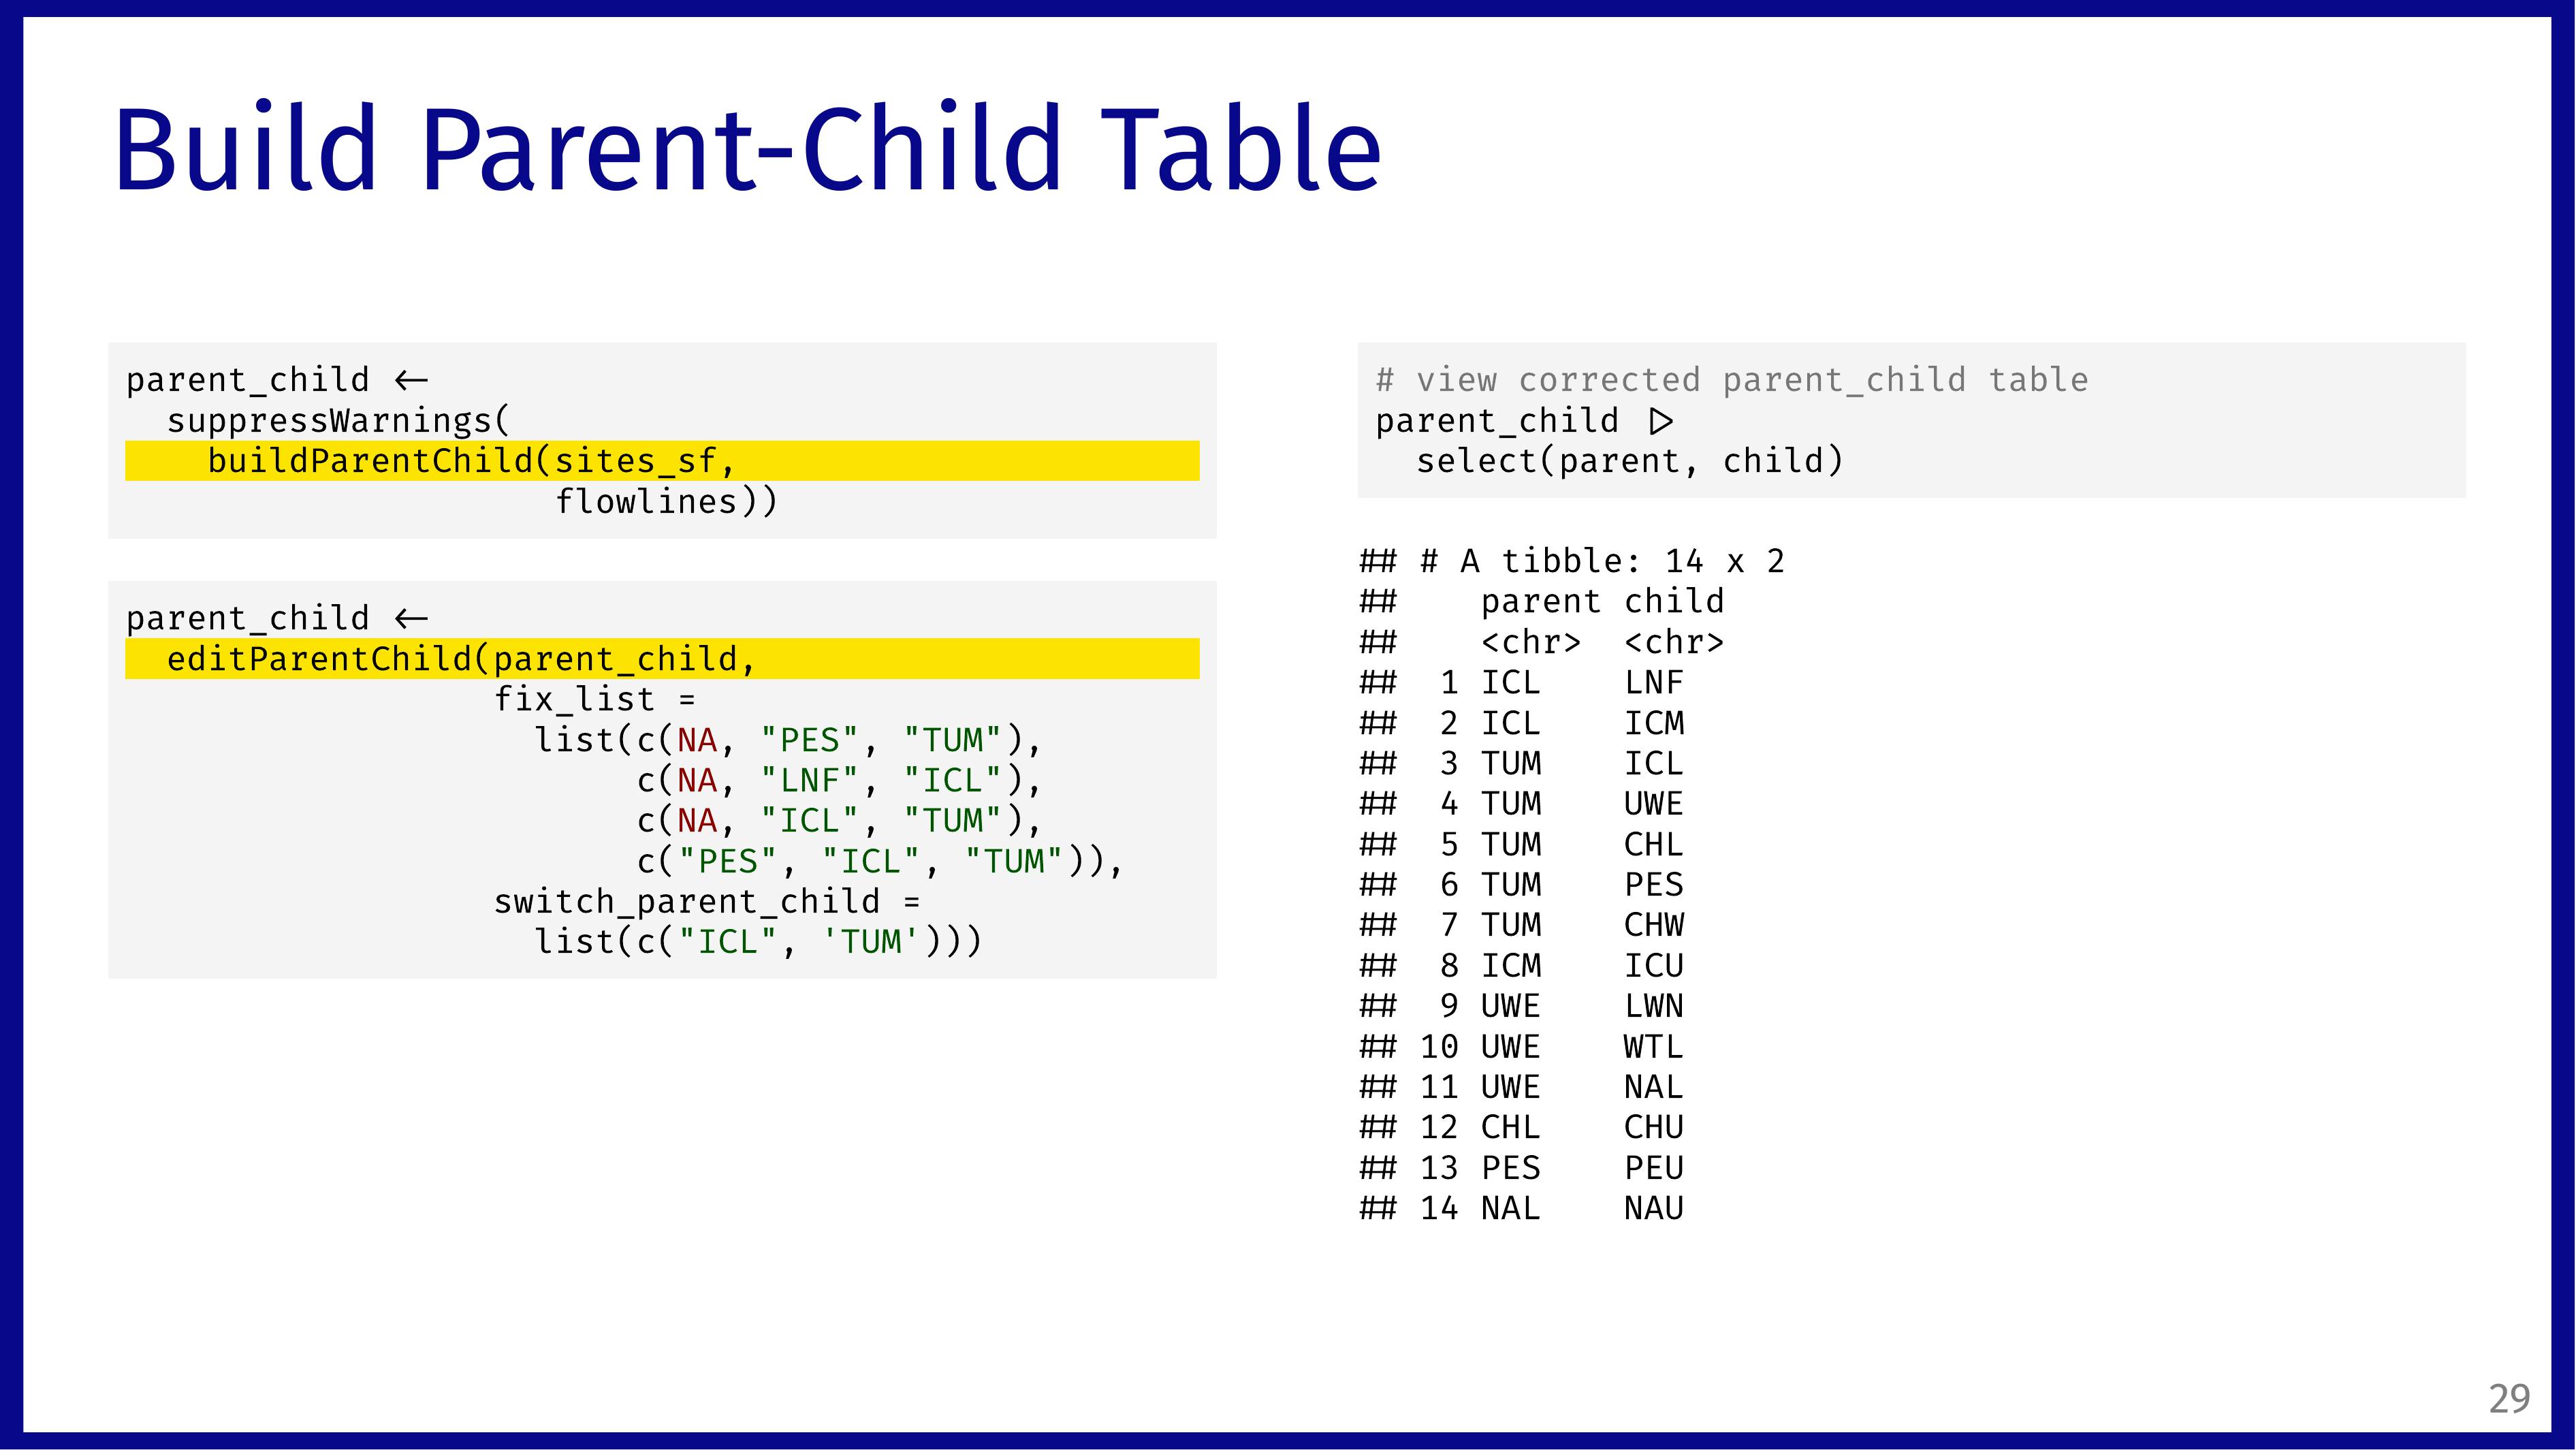 Build Parent-Child Table
parent_child <-
  suppressWarnings(
    buildParentChild(sites_sf,
                     flowlines))
parent_child <-
  editParentChild(parent_child,
                  fix_list =
                    list(c(NA, "PES", "TUM"),
                         c(NA, "LNF", "ICL"),
                         c(NA, "ICL", "TUM"),
                         c("PES", "ICL", "TUM")),
                  switch_parent_child =
                    list(c("ICL", 'TUM')))
# view corrected parent_child table
parent_child |>
  select(parent, child)
## # A tibble: 14 x 2
##    parent child
##    <chr>  <chr>
##  1 ICL    LNF
##  2 ICL    ICM
##  3 TUM    ICL
##  4 TUM    UWE
##  5 TUM    CHL
##  6 TUM    PES
##  7 TUM    CHW
##  8 ICM    ICU
##  9 UWE    LWN
## 10 UWE    WTL
## 11 UWE    NAL
## 12 CHL    CHU
## 13 PES    PEU
## 14 NAL    NAU
29